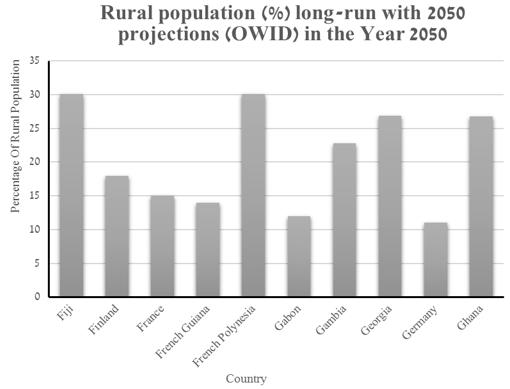 Rural population (%) long-run with 2050
projections (OWID) in the Year 2050
Percentage Of Rural Population
35
30
25
20
15
10
5
0
Fiji
Finland
France
French Guiana
French Polynesia
Gabon
Gambia
Georgia
Germany
Ghana
Country